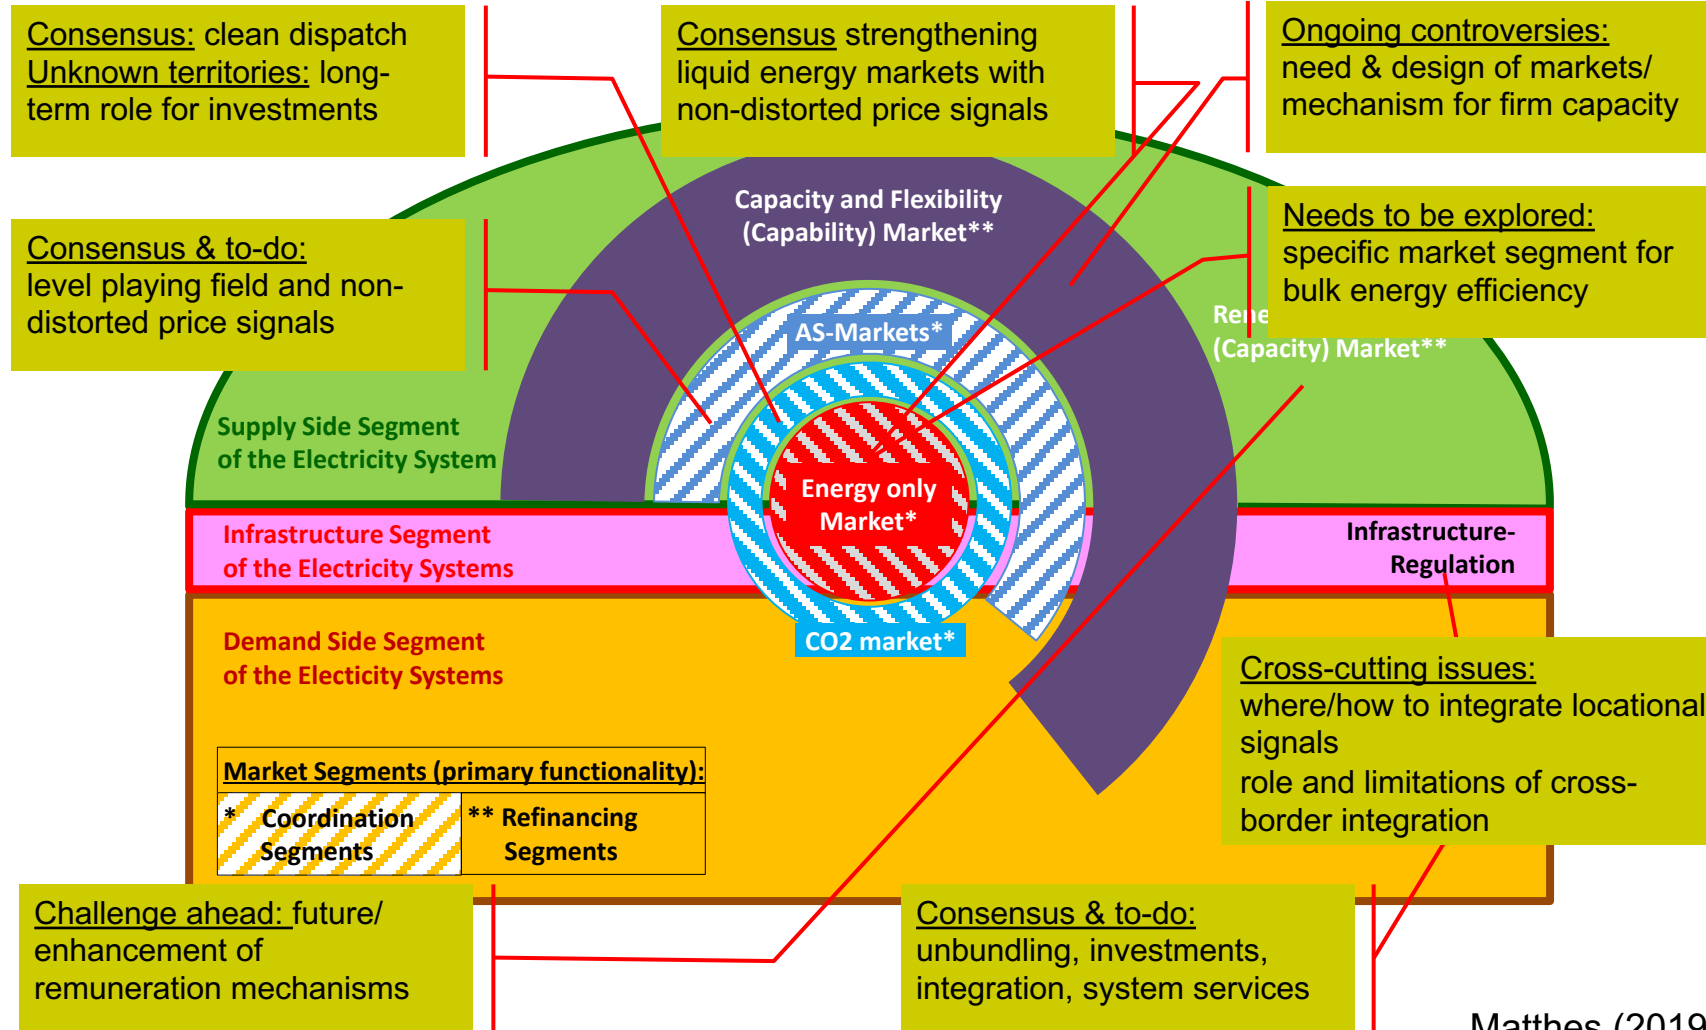 Consensus: clean dispatch
Unknown territories: long-
term role for investments
Consensus strengthening
liquid energy markets with
non-distorted price signals
Ongoing controversies:
need & design of markets/
mechanism for firm capacity
Consensus & to-do:
level playing field and non-
distorted price signals
Capacity and Flexibility
(Capability) Market**
Needs to be explored:
specific market segment for
bulk energy efficiency
(Capacity) Market**
AS-Markets*
Supply Side Segment
of the Electricity System
Energy only
Market*
Infrastructure Segment
of the Electricity Systems
Infrastructure-
Regulation
Demand Side Segment
of the Electicity Systems
CO2 market*
Cross-cutting issues:
where/how to integrate locational
signals
role and limitations of cross-
border integration
Market Segments (primary functionality):
* Coordination
Segments
** Refinancing
Segments
Challenge ahead: future/
enhancement of
remuneration mechanisms
Consensus & to-do:
unbundling, investments,
integration, system services
Matthes (2019